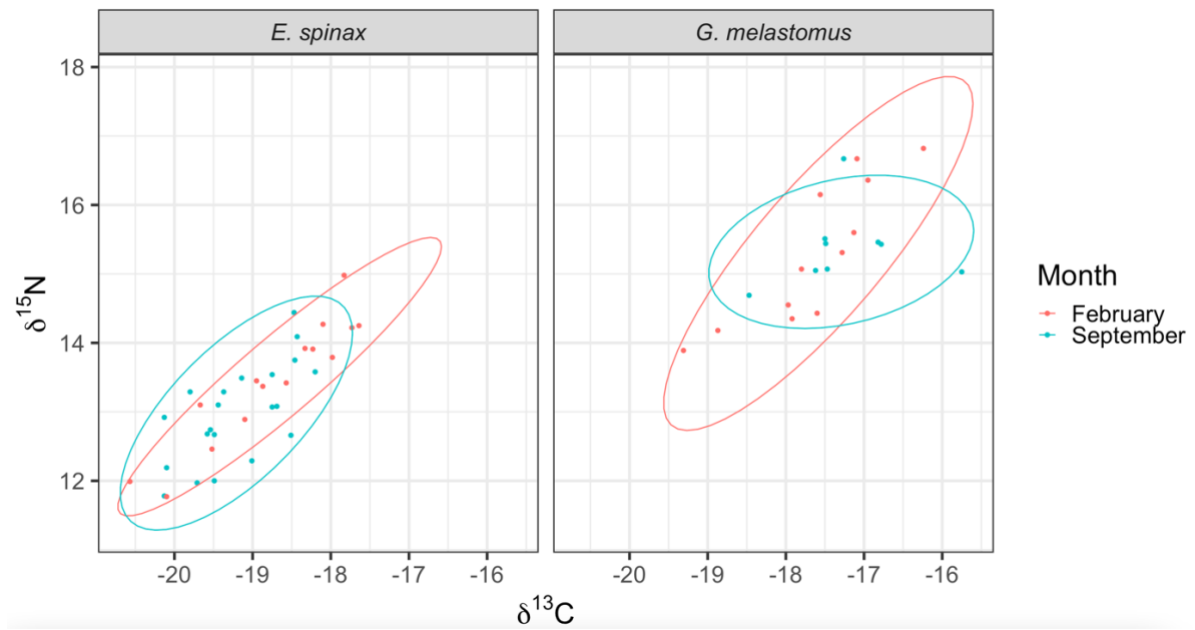 E. spinax
G. melastomus
18
16
14
12
δ¹⁵N
-20
-19
-18
-17
-16
-20
-19
-18
-17
-16
δ¹³C
Month
February
September